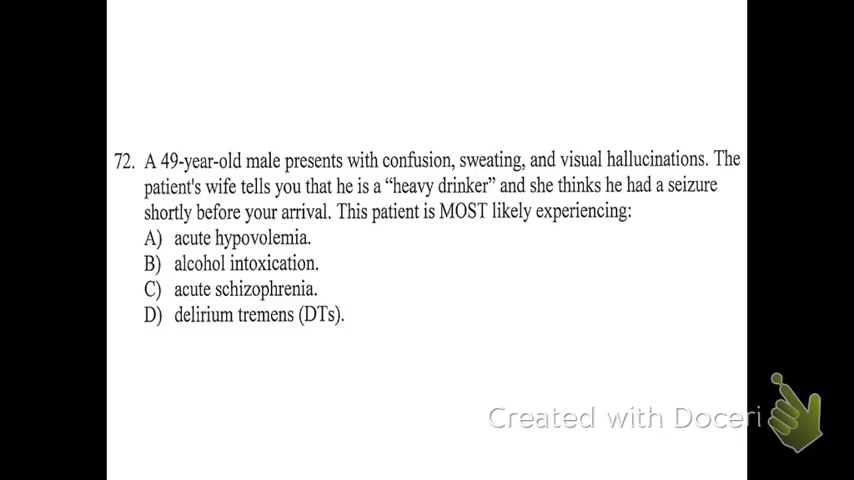 72. A 49-year-old male presents with confusion, sweating, and visual hallucinations. The
patient's wife tells you that he is a “heavy drinker” and she thinks he had a seizure
shortly before your arrival. This patient is MOST likely experiencing:
A) acute hypovolemia.
B) alcohol intoxication.
C) acute schizophrenia.
D) delirium tremens (DTs).
Created with Doceri